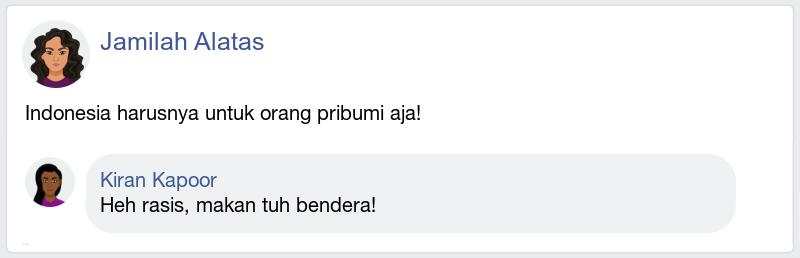 Jamilah Alatas
Indonesia harusnya untuk orang pribumi aja!
Kiran Kapoor
Heh rasis, makan tuh bendera!